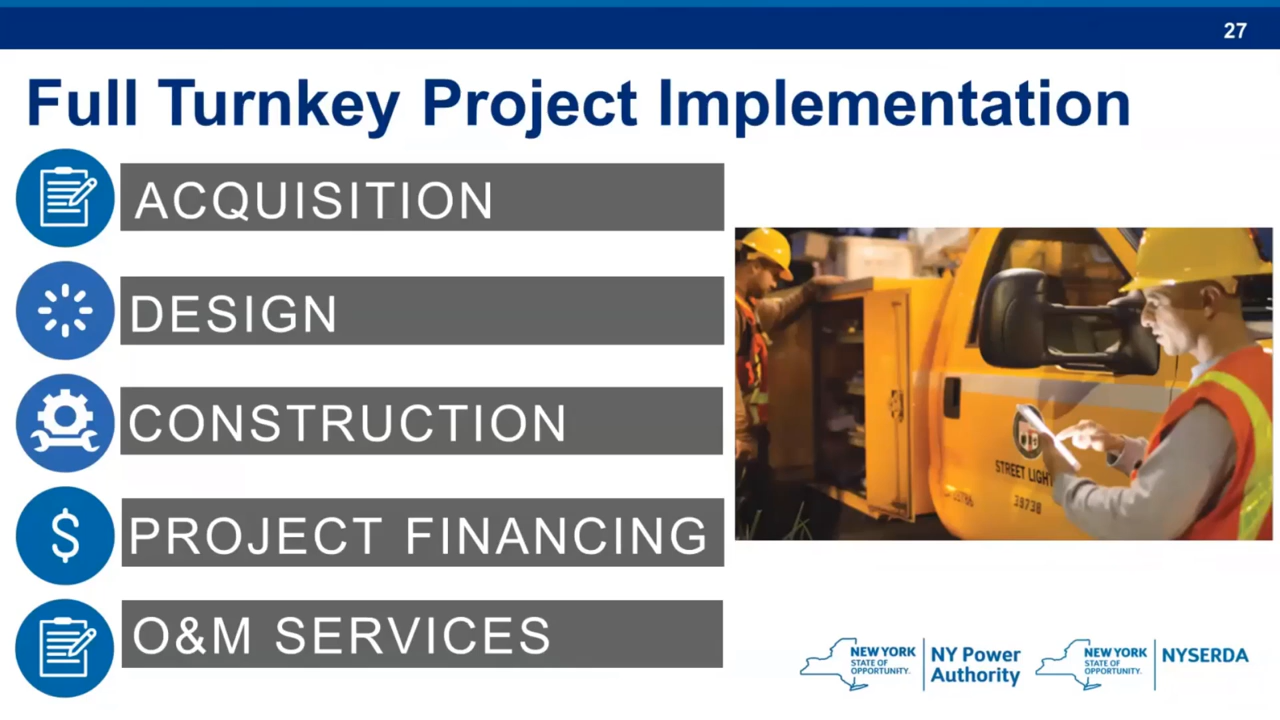 27
Full Turnkey Project Implementation
ACQUISITION
DESIGN
CONSTRUCTION
PROJECT FINANCING
O&M SERVICES
STREET LIGHT
38738
NEW YORK
STATE OF
OPPORTUNITY.
NY Power
Authority
NEW YORK
STATE OF
OPPORTUNITY.
NYSERDA